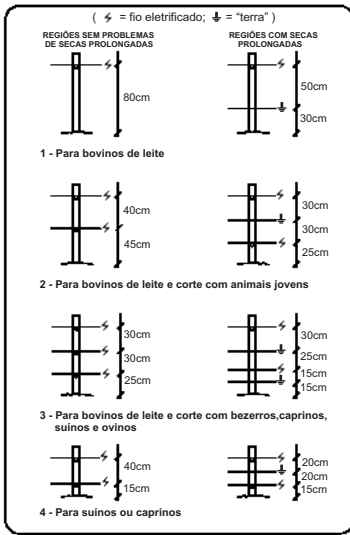 ( = fio eletrificado; = “terra” )
REGIÕES SEM PROBLEMAS
DE SECAS PROLONGADAS
REGIÕES COM SECAS
PROLONGADAS
80cm
50cm
30cm
1 - Para bovinos de leite
40cm
45cm
30cm
30cm
25cm
2 - Para bovinos de leite e corte com animais jovens
30cm
30cm
25cm
30cm
25cm
15cm
15cm
3 - Para bovinos de leite e corte com bezerros,caprinos,
suinos e ovinos
40cm
15cm
20cm
20cm
15cm
4 - Para suinos ou caprinos